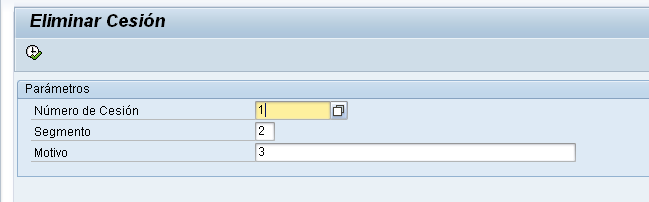 Eliminar Cesión
Parámetros
Número de Cesión 1
Segmento 2
Motivo 3